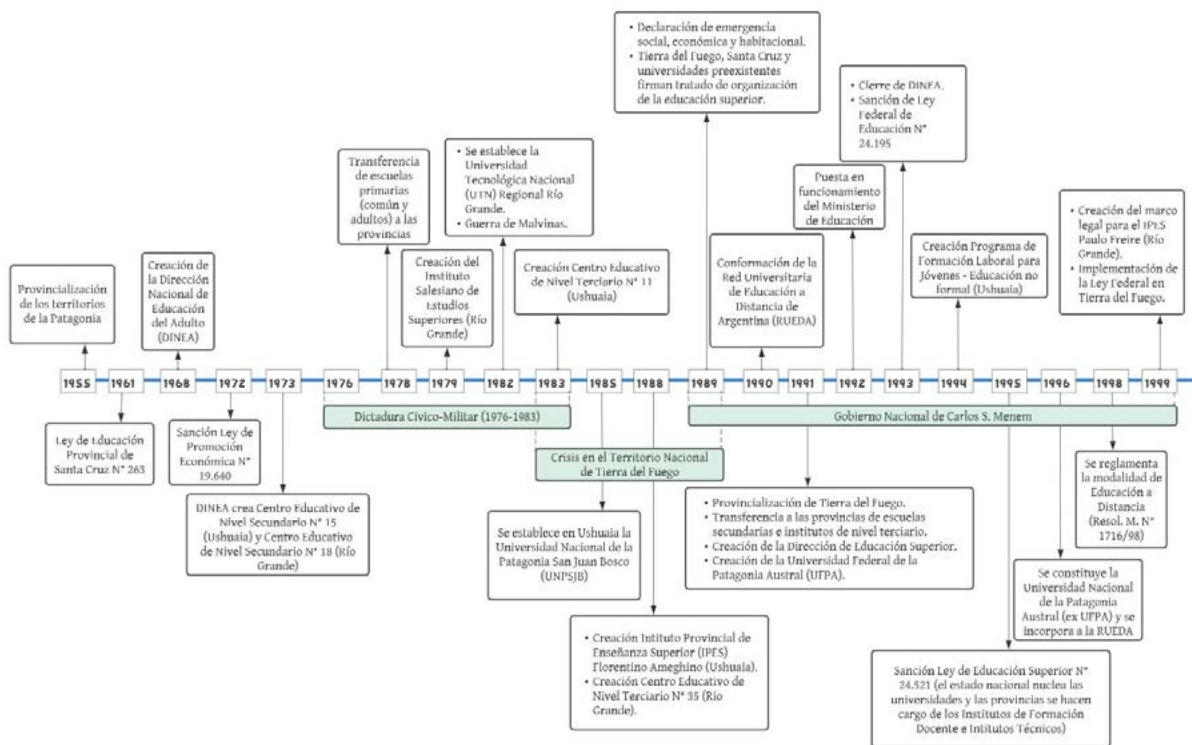 • Declaración de emergencia
social, económica y habitacional.
• Tierra del Fuego, Santa Cruz y
universidades preexistentes
firman tratado de organización
de la educación superior.
• Cierre de DINEA.
• Sanción de Ley
Federal de
Educación N°
24.195
• Se establece la
Universidad
Tecnológica Nacional
(UTN) Regional Río
Grande.
• Guerra de Malvinas.
Transferencia
de escuelas
primarias
(común y
adultos) a las
provincias
Puesta en
funcionamiento
del Ministerio de
Educación
• Creación del marco
legal para el IPES
Paulo Freire (Río
Grande).
• Implementación de
la Ley Federal en
Tierra del Fuego.
Provincialización
de los territorios
de la Patagonia
Creación de
la Dirección
Nacional de
Educación
del Adulto
(DINEA)
Creación del
Instituto
Salesiano de
Estudios
Superiores (Río
Grande)
Creación Centro Educativo
de Nivel Terciario N° 11
(Ushuaia)
Conformación de la
Red Universitaria
de Educación a
Distancia de
Argentina (RUEDA)
Creación Programa de
Formación Laboral para
Jóvenes - Educación no
formal (Ushuaia)
1955 1961 1968 1972 1973 1976 1978 1979 1982 1983 1985 1988 1989 1990 1991 1992 1993 1994 1995 1996 1998 1999
Dictadura Cívico-Militar (1976-1983)
Gobierno Nacional de Carlos S. Menem
Crisis en el Territorio Nacional
de Tierra del Fuego
Ley de Educación
Provincial de
Santa Cruz N° 263
Sanción Ley de
Promoción
Económica N°
19.640
DINEA crea Centro Educativo de
Nivel Secundario N° 15
(Ushuaia) y Centro Educativo
de Nivel Secundario N° 18 (Río
Grande)
Se establece en Ushuaia la
Universidad Nacional de la
Patagonia San Juan Bosco
(UNPSJB)
• Creación Intituto Provincial de
Enseñanza Superior (IPES)
Florentino Ameghino (Ushuaia).
• Creación Centro Educativo de
Nivel Terciario N° 35 (Río
Grande).
• Provincialización de Tierra del Fuego.
• Transferencia a las provincias de escuelas
secundarias e institutos de nivel terciario.
• Creación de la Dirección de Educación Superior.
• Creación de la Universidad Federal de la
Patagonia Austral (UFPA).
Sanción Ley de Educación Superior N°
24.521 (el estado nacional nuclea las
universidades y las provincias se hacen
cargo de los Institutos de Formación
Docente e Intitutos Técnicos)
Se constituye la
Universidad Nacional
de la Patagonia
Austral (ex UFPA) y se
incorpora a la RUEDA
Se reglamenta
la modalidad de
Educación a
Distancia
(Resol. M. N°
1716/98)